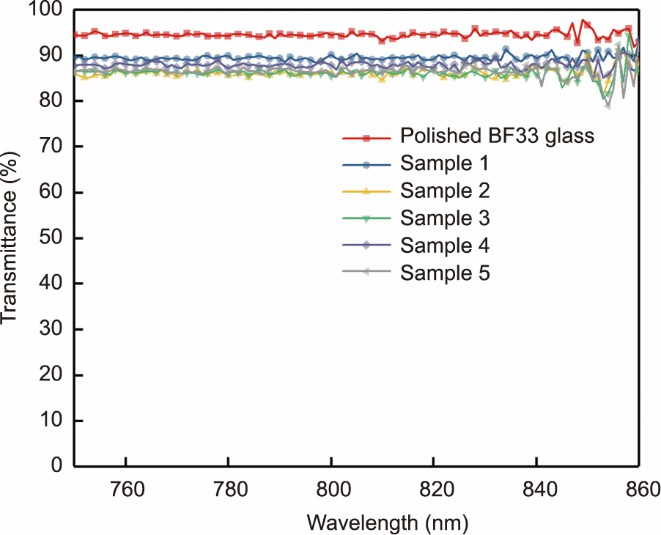 100
90
80
70
60
50
40
30
20
10
0
Transmittance (%)
Polished BF33 glass
Sample 1
Sample 2
Sample 3
Sample 4
Sample 5
760 780 800 820 840 860
Wavelength (nm)